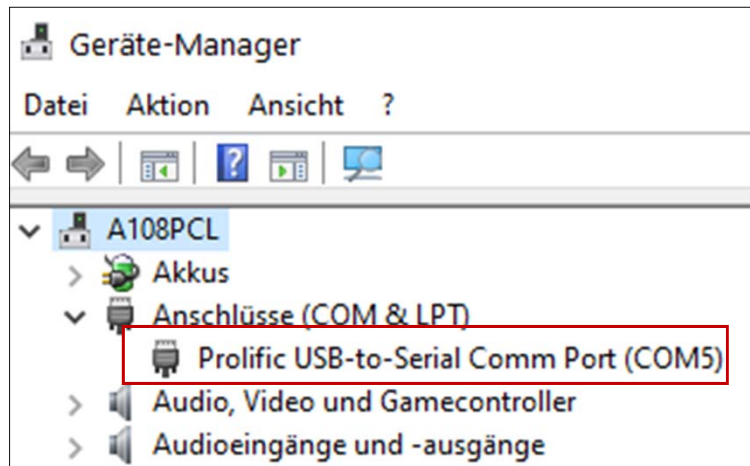 Geräte-Manager
Datei Aktion Ansicht ?
A108PCL
Akkus
Anschlüsse (COM & LPT)
Prolific USB-to-Serial Comm Port (COM5)
Audio, Video und Gamecontroller
Audioeingänge und -ausgänge